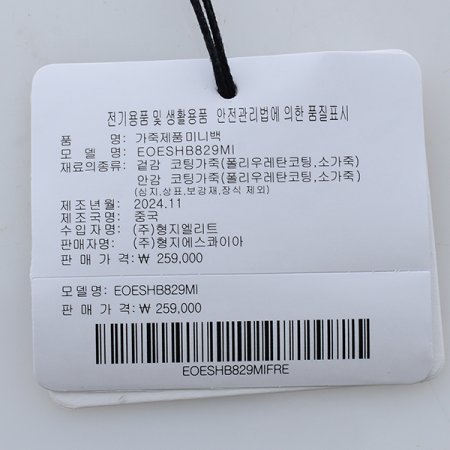 전기용품 및 생활용품 안전관리법에 의한 품질표시
품 명: 가죽제품미니백
모 델 명: EOESHB829MI
재료의종류: 겉감 코팅가죽(폴리우레탄코팅,소가죽)
안감 코팅가죽(폴리우레탄코팅,소가죽)
(심지,상표,보강재,장식 제외)
제조년월: 2024.11
제조국명: 중국
수입자명: (주)형지엘리트
판매자명: (주)형지에스콰이아
판 매 가 격: ₩ 259,000
모델명: EOESHB829MI
판 매 가 격: ₩ 259,000
EOESHB829MIFRE